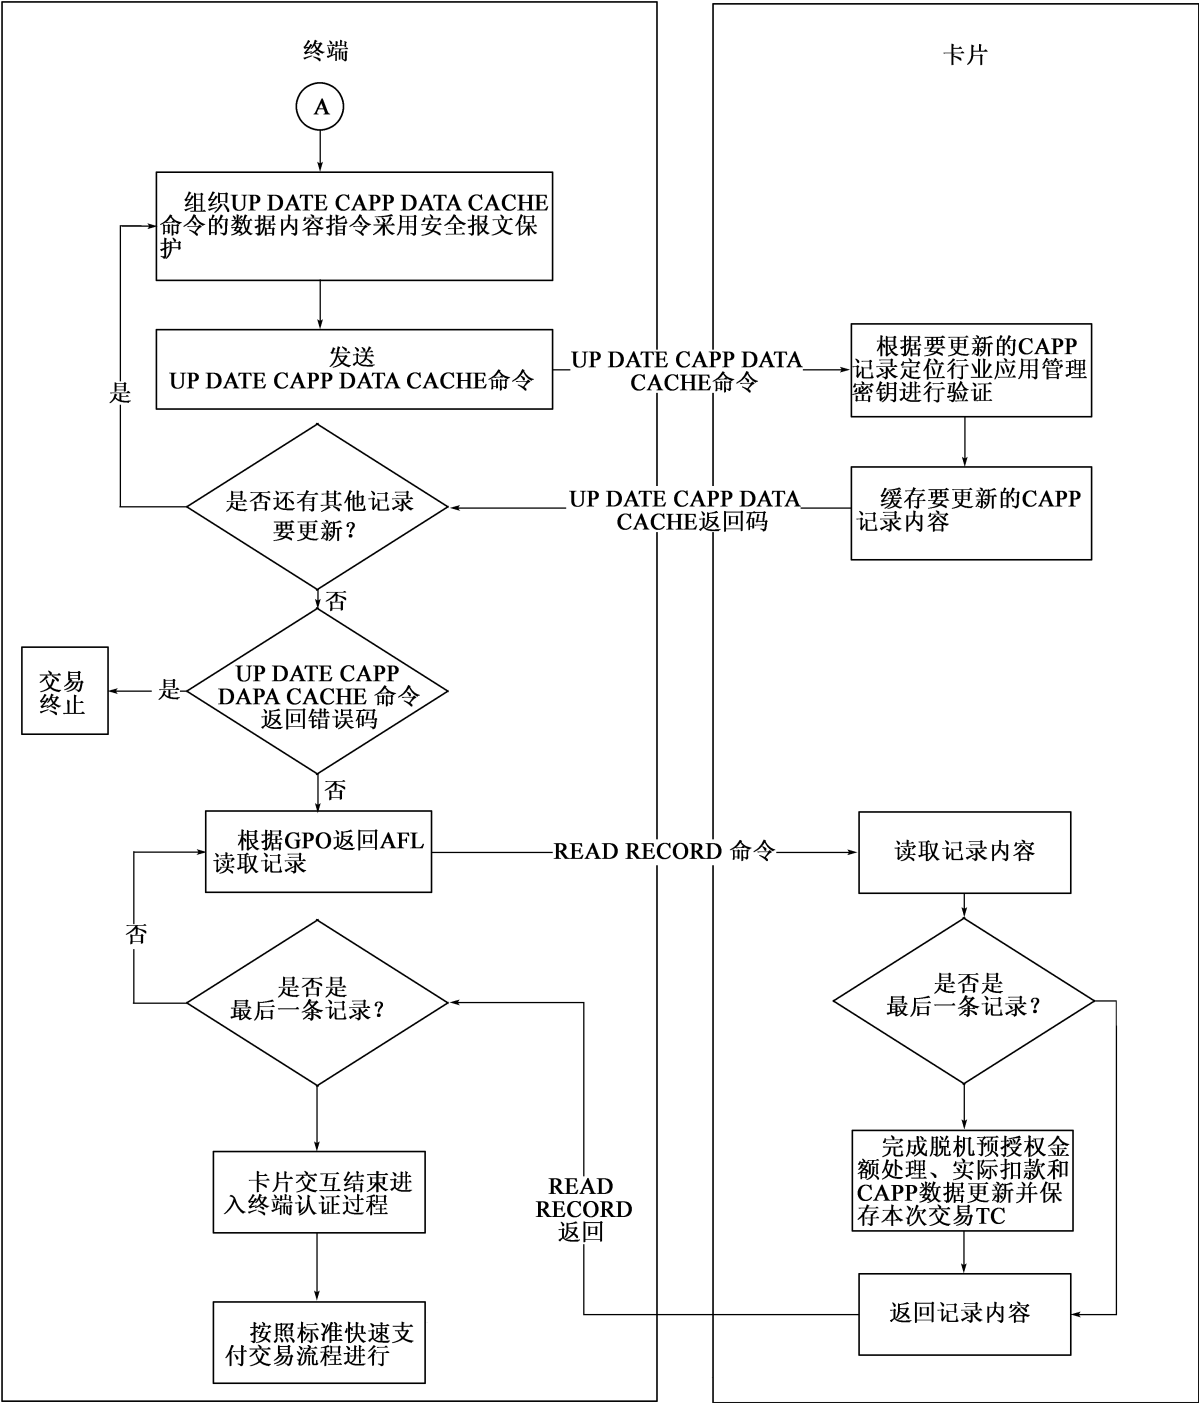 终端
卡片
A
组织UP DATE CAPP DATA CACHE
命令的数据内容指令采用安全报文保
护
发送
UP DATE CAPP DATA CACHE命令
UP DATE CAPP DATA
CACHE命令
根据要更新的CAPP
记录定位行业应用管理
密钥进行验证
是
是否还有其他记录
要更新？
UP DATE CAPP DATA
CACHE返回码
缓存要更新的CAPP
记录内容
否
交易
终止
是
UP DATE CAPP
DAPA CACHE 命令
返回错误码
否
根据GPO返回AFL
读取记录
READ RECORD 命令
读取记录内容
否
是否是
最后一条记录？
是否是
最后一条记录？
完成脱机预授权金
额处理、实际扣款和
CAPP数据更新并保
存本次交易TC
卡片交互结束进
入终端认证过程
READ
RECORD
返回
返回记录内容
按照标准快速支
付交易流程进行